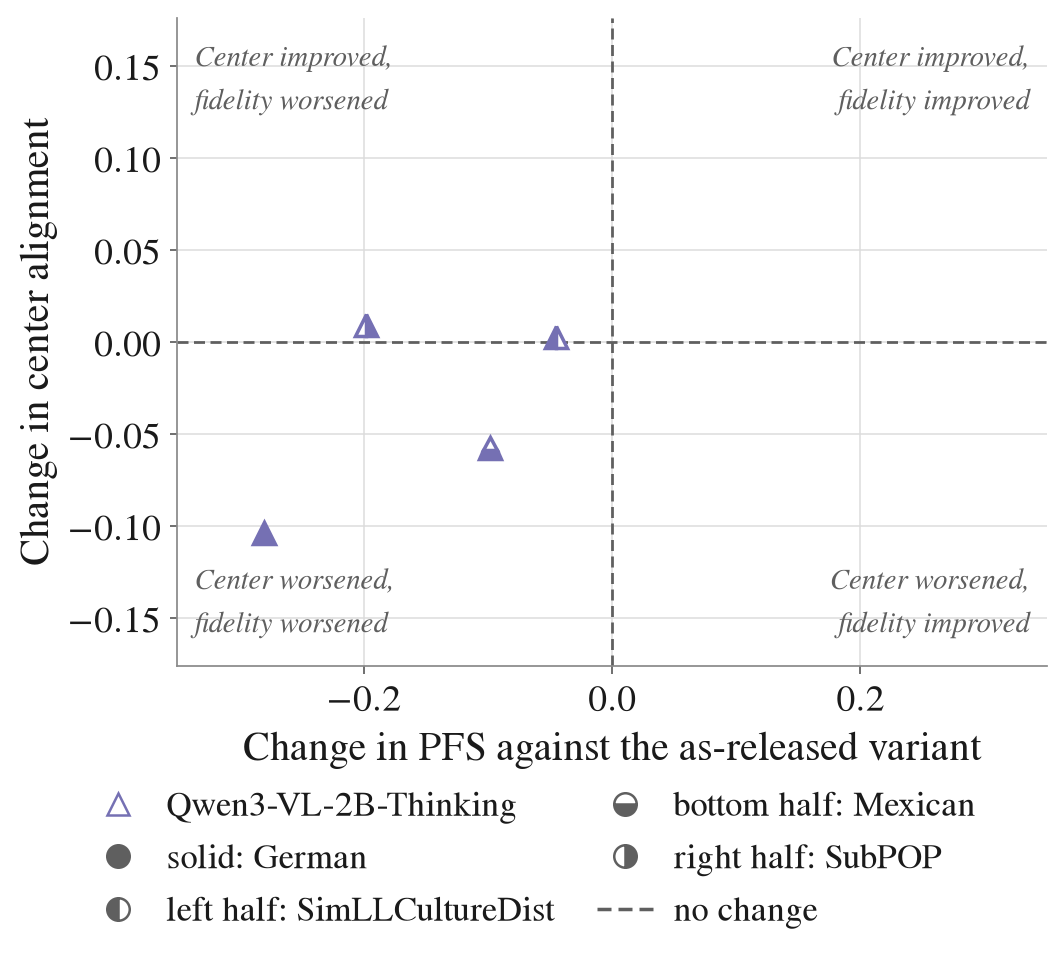 Center improved,
fidelity worsened
Center improved,
fidelity improved
0.15
0.10
0.05
0.00
−0.05
−0.10
−0.15
Change in center alignment
Center worsened,
fidelity worsened
Center worsened,
fidelity improved
−0.2
0.0
0.2
Change in PFS against the as-released variant
Qwen3-VL-2B-Thinking
solid: German
left half: SimLLCultureDist
bottom half: Mexican
right half: SubPOP
no change